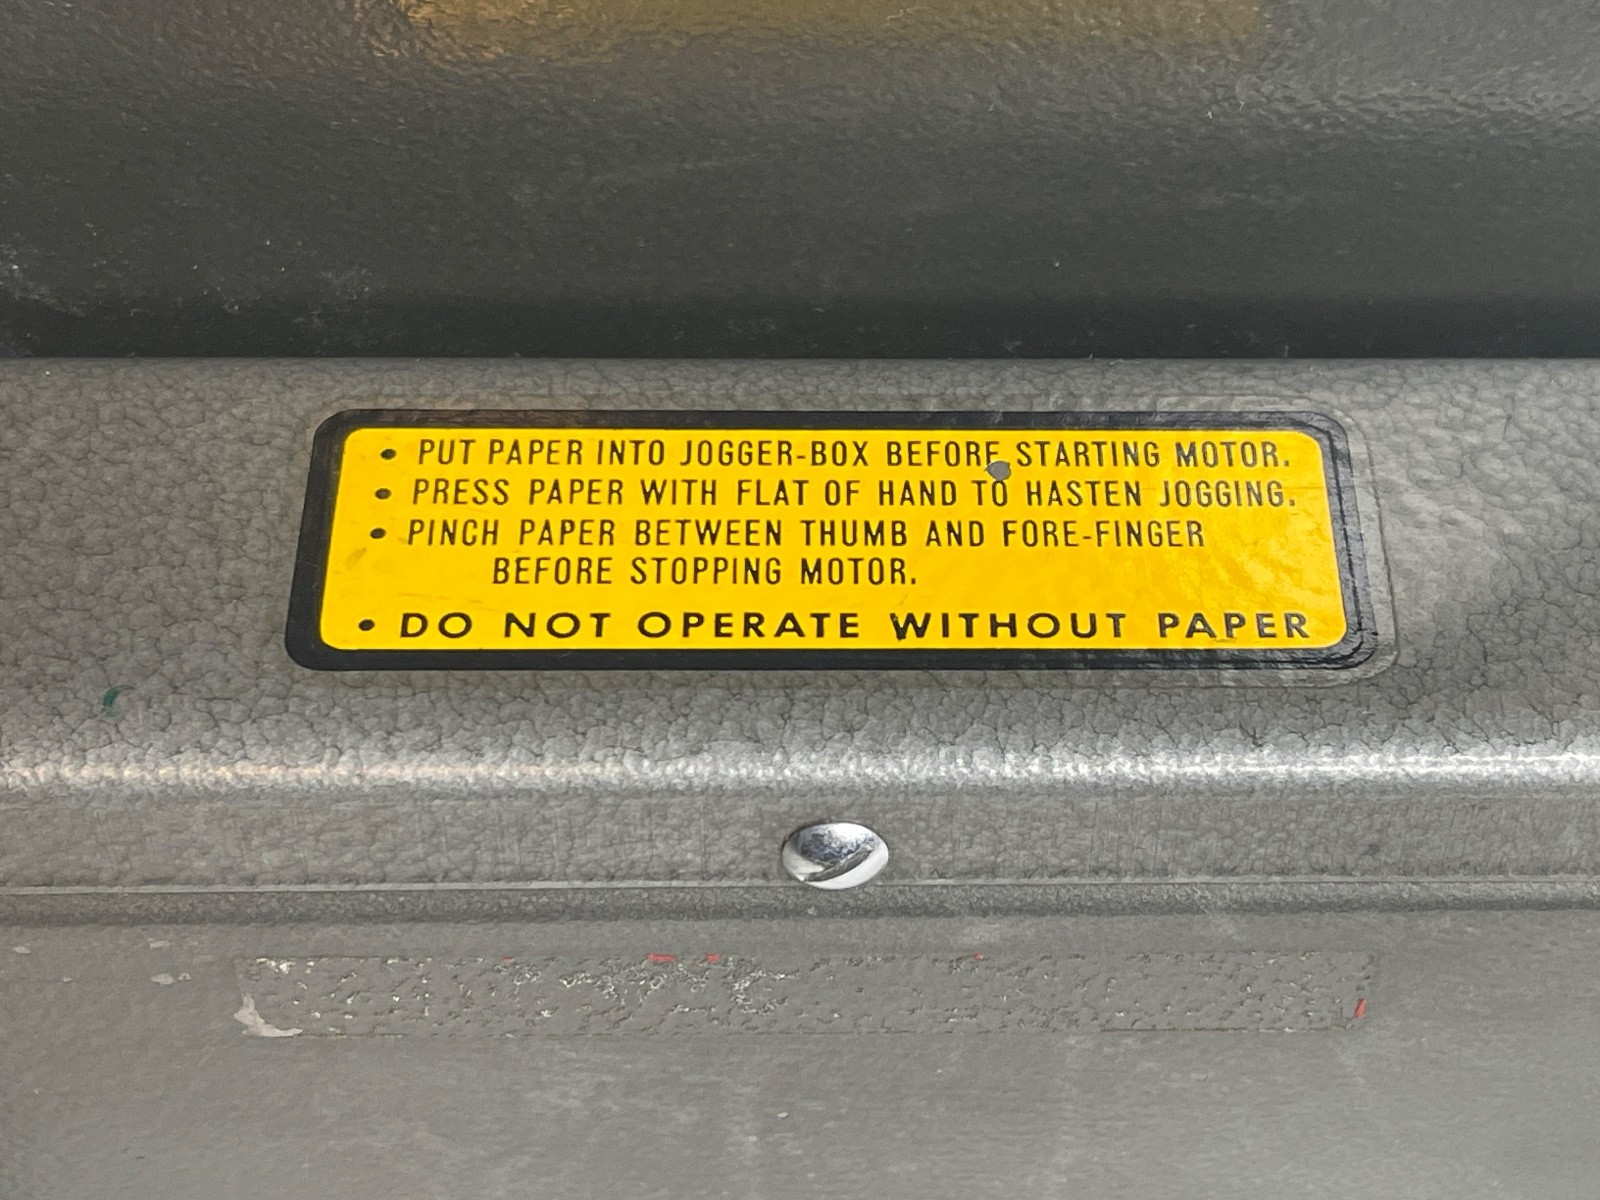 • PUT PAPER INTO JOGGER-BOX BEFORE STARTING MOTOR.
• PRESS PAPER WITH FLAT OF HAND TO HASTEN JOGGING.
• PINCH PAPER BETWEEN THUMB AND FORE-FINGER
BEFORE STOPPING MOTOR.
• DO NOT OPERATE WITHOUT PAPER